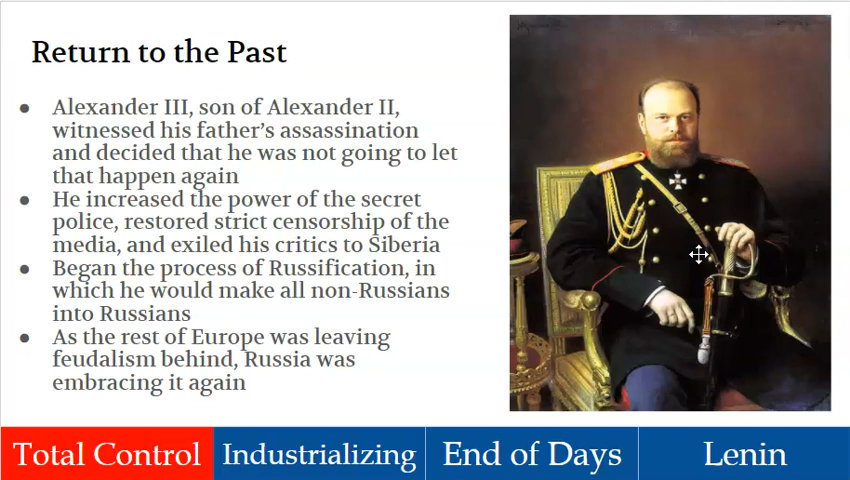 Return to the Past
● Alexander III, son of Alexander II,
witnessed his father's assassination
and decided that he was not going to let
that happen again
● He increased the power of the secret
police, restored strict censorship of the
media, and exiled his critics to Siberia
● Began the process of Russification, in
which he would make all non-Russians
into Russians
● As the rest of Europe was leaving
feudalism behind, Russia was
embracing it again
Total Control
Industrializing
End of Days
Lenin